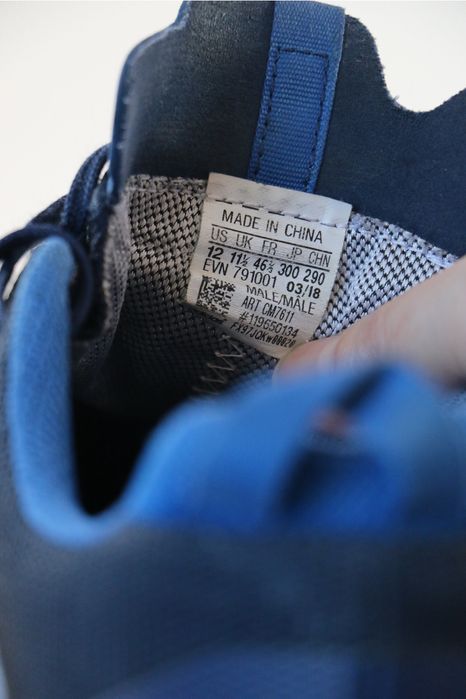 MADE IN CHINA
US UK FR JP CHN
12 11½ 46⅔ 300 290
EVN 791001 03/18
MALE/MÂLE
ART CM7611
#119650134